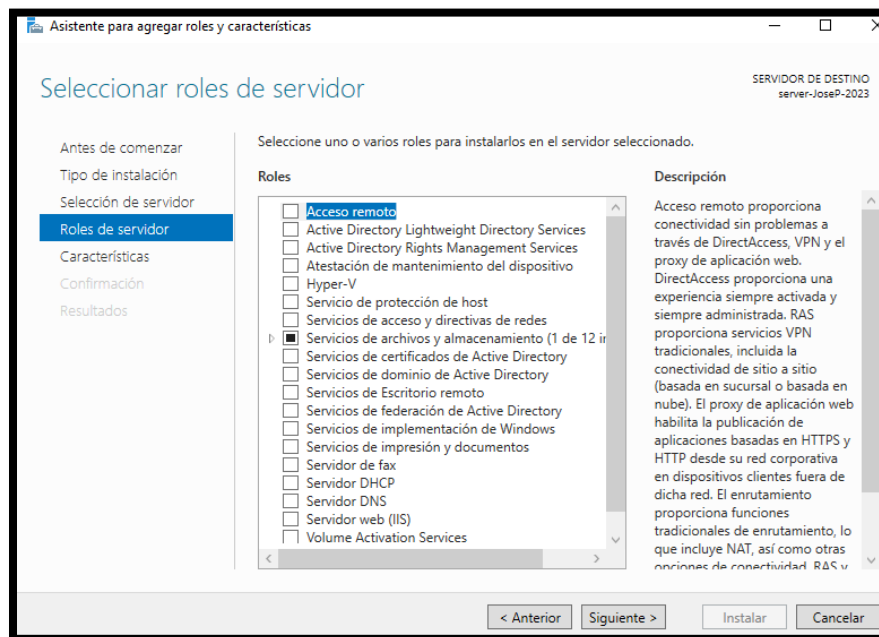 Asistente para agregar roles y características
Seleccionar roles de servidor
SERVIDOR DE DESTINO
server-JoseP-2023
Antes de comenzar
Tipo de instalación
Selección de servidor
Roles de servidor
Características
Confirmación
Resultados
Seleccione uno o varios roles para instalarlos en el servidor seleccionado.
Roles
Acceso remoto
Active Directory Lightweight Directory Services
Active Directory Rights Management Services
Atestación de mantenimiento del dispositivo
Hyper-V
Servicio de protección de host
Servicios de acceso y directivas de redes
Servicios de archivos y almacenamiento (1 de 12 in
Servicios de certificados de Active Directory
Servicios de dominio de Active Directory
Servicios de Escritorio remoto
Servicios de federación de Active Directory
Servicios de implementación de Windows
Servicios de impresión y documentos
Servidor de fax
Servidor DHCP
Servidor DNS
Servidor web (IIS)
Volume Activation Services
Descripción
Acceso remoto proporciona
conectividad sin problemas a
través de DirectAccess, VPN y el
proxy de aplicación web.
DirectAccess proporciona una
experiencia siempre activada y
siempre administrada. RAS
proporciona servicios VPN
tradicionales, incluida la
conectividad de sitio a sitio
(basada en sucursal o basada en
nube). El proxy de aplicación web
habilita la publicación de
aplicaciones basadas en HTTPS y
HTTP desde su red corporativa
en dispositivos clientes fuera de
dicha red. El enrutamiento
proporciona funciones
tradicionales de enrutamiento, lo
que incluye NAT, así como otras
opciones de conectividad. RAS y
< Anterior
Siguiente >
Instalar
Cancelar